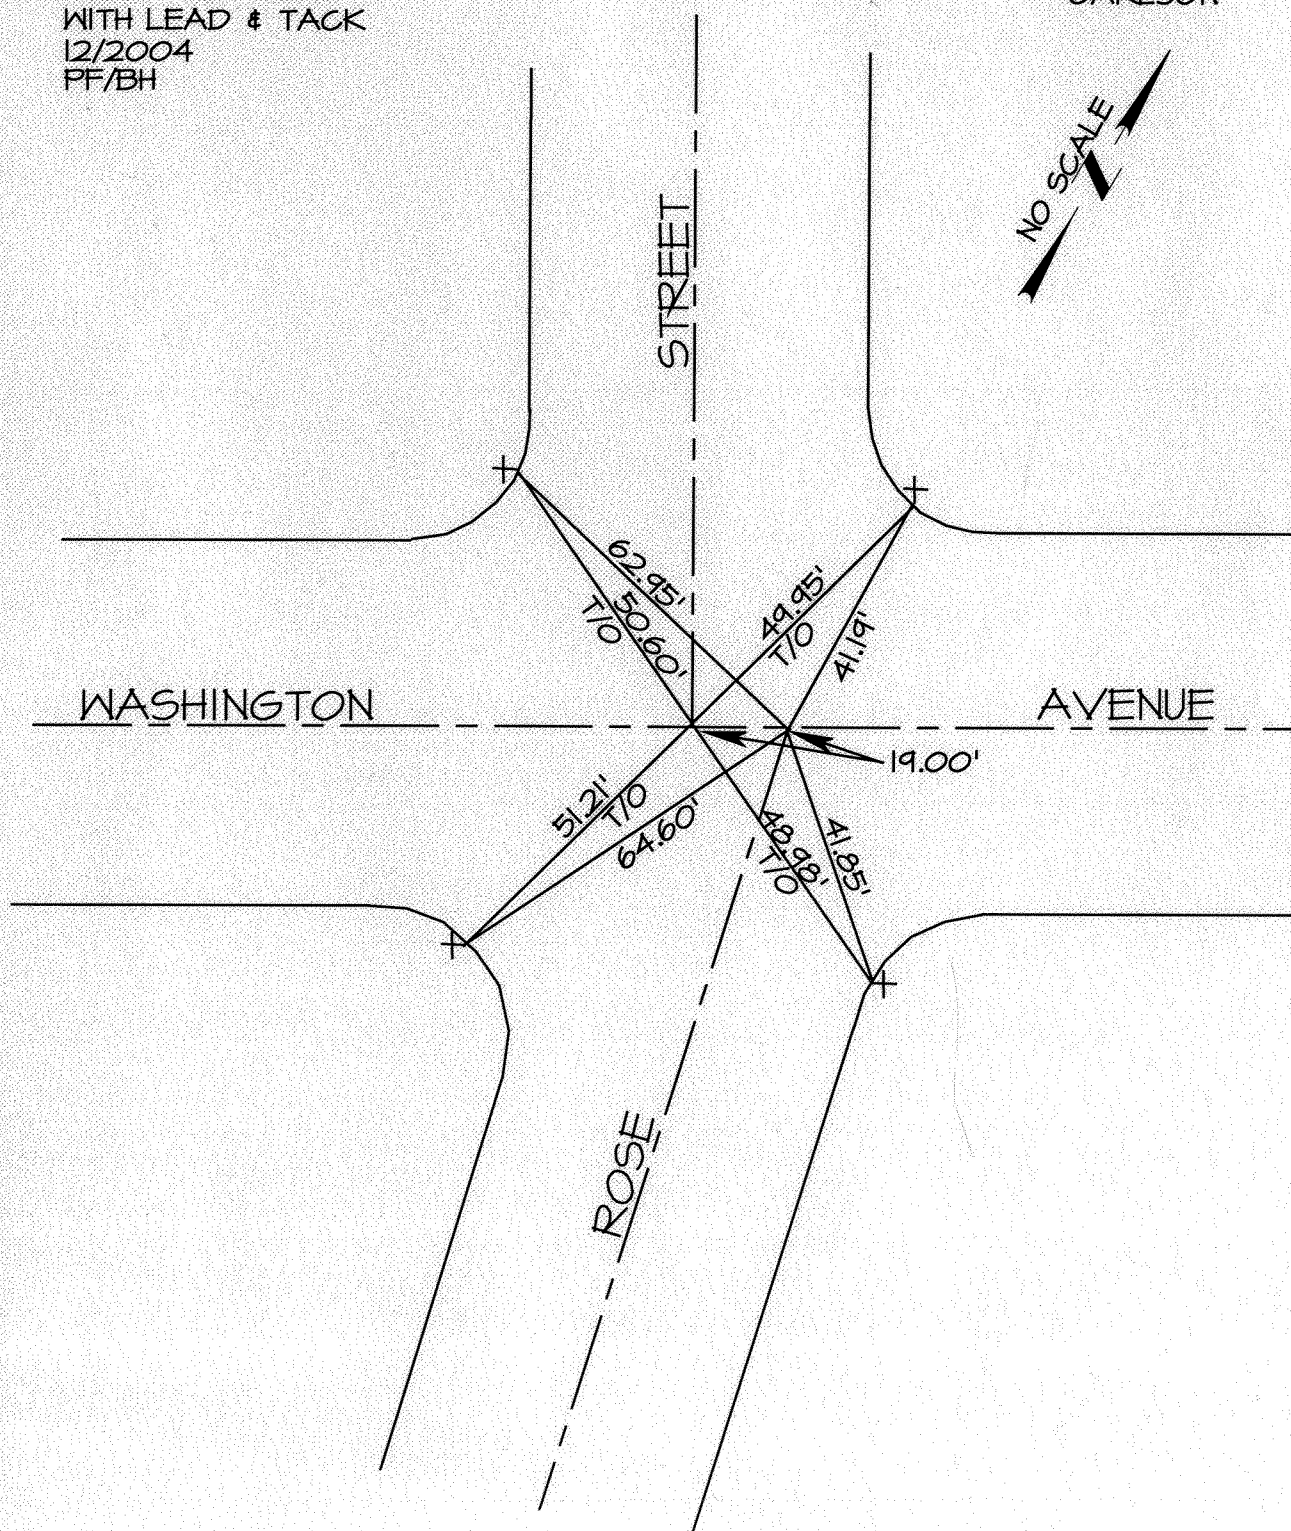 WITH LEAD & TACK
12/2004
PF/BH
NO SCALE
N
STREET
62.95'
50.60'
T/O
49.95'
T/O
41.19'
WASHINGTON
AVENUE
19.00'
51.21'
T/O
64.60'
48.98'
T/O
41.85'
ROSE